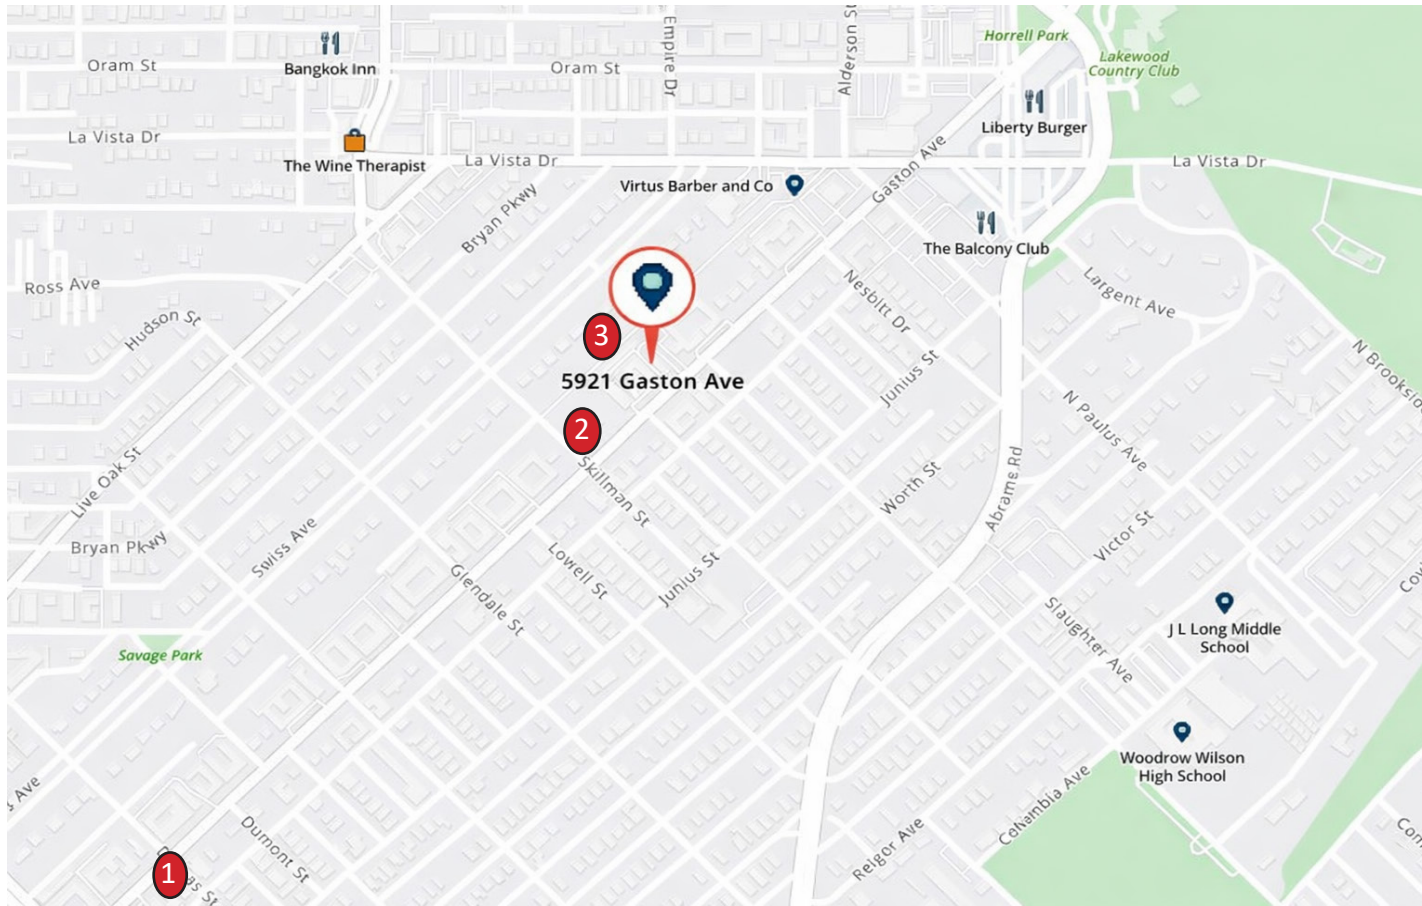 Horrell Park
Lakewood
Country Club
Oram St
Bangkok Inn
Oram St
Empire Dr
Alderson St
Liberty Burger
La Vista Dr
The Wine Therapist
La Vista Dr
La Vista Dr
Virtus Barber and Co
Gaston Ave
Bryan Pkwy
The Balcony Club
Ross Ave
Largent Ave
Nesbitt Dr
Hudson St
3
5921 Gaston Ave
Junius St
N Paulus Ave
2
Skillman St
Live Oak St
Worth St
Abrams Rd
Bryan Pkwy
Swiss Ave
Victor St
Lowell St
Junius St
Glendale St
Slaughter Ave
J L Long Middle
School
Savage Park
Woodrow Wilson
High School
Ave
Dumont St
Reigor Ave
1
St